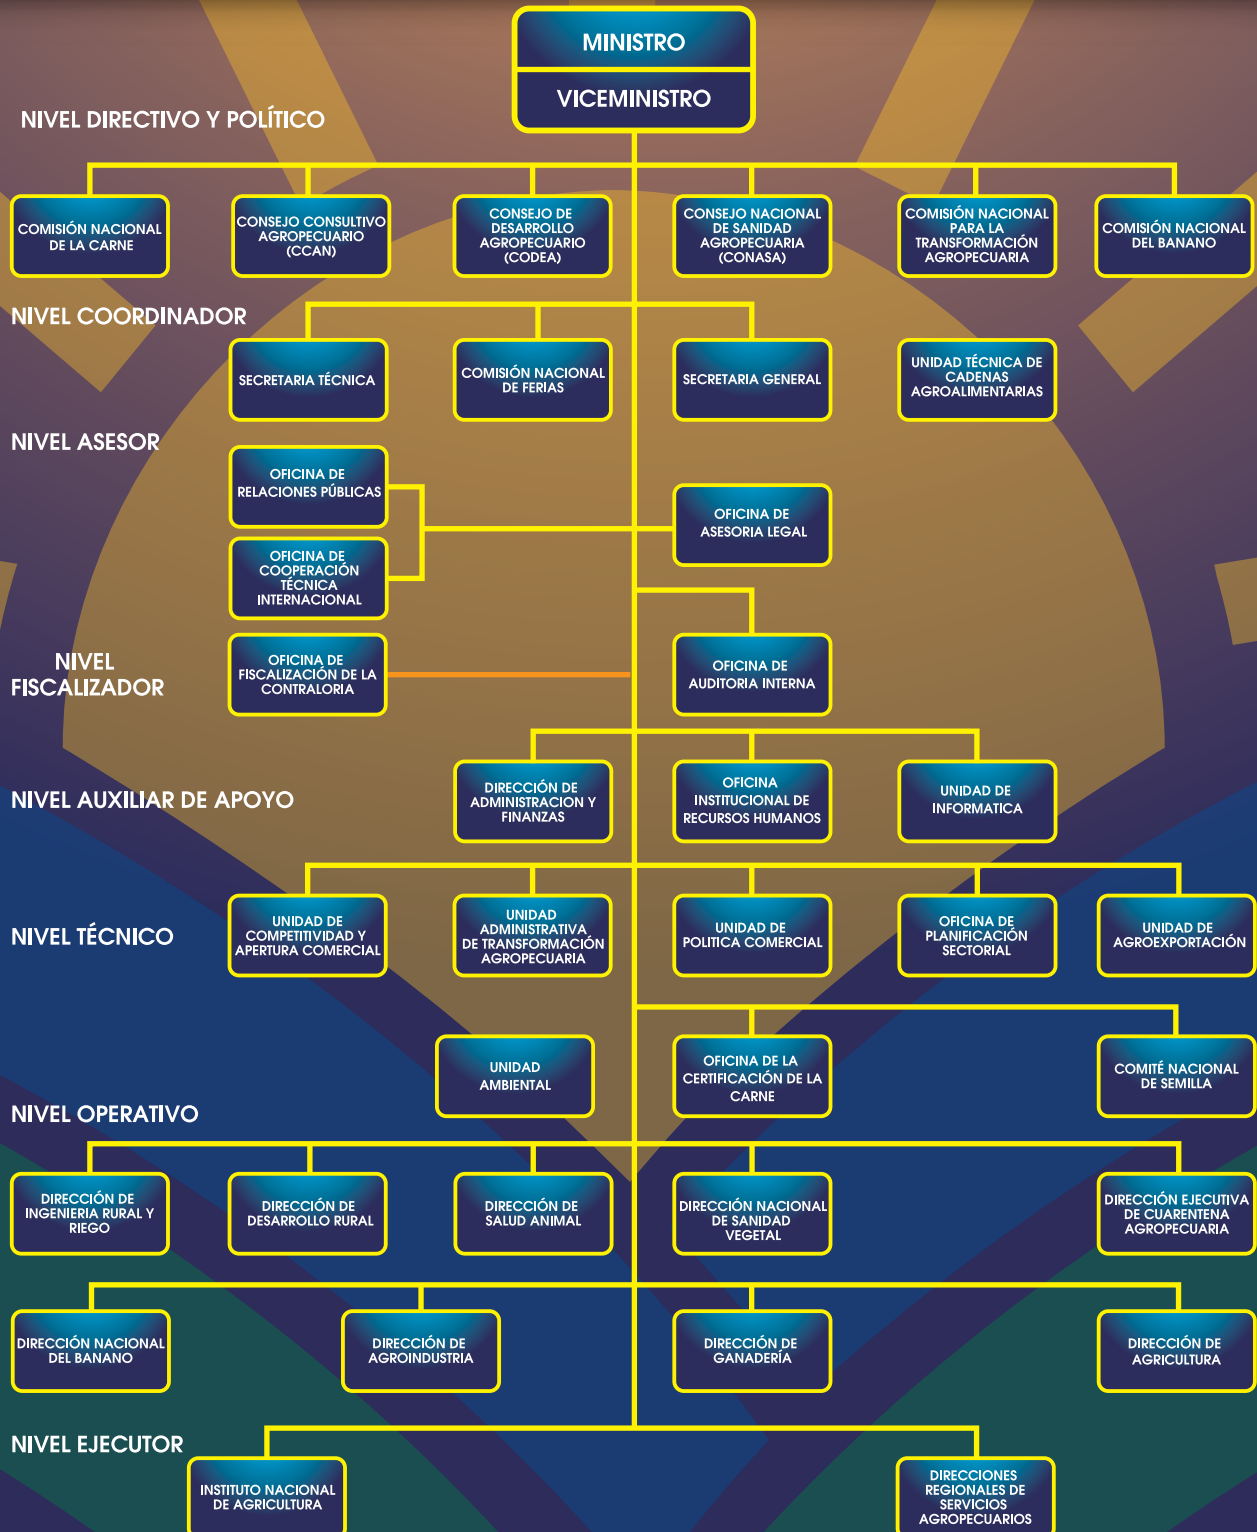 MINISTRO
VICEMINISTRO
NIVEL DIRECTIVO Y POLÍTICO
COMISIÓN NACIONAL
DE LA CARNE
CONSEJO CONSULTIVO
AGROPECUARIO
(CCAN)
CONSEJO DE
DESARROLLO
AGROPECUARIO
(CODEA)
CONSEJO NACIONAL
DE SANIDAD
AGROPECUARIA
(CONASA)
COMISIÓN NACIONAL
PARA LA
TRANSFORMACIÓN
AGROPECUARIA
COMISIÓN NACIONAL
DEL BANANO
NIVEL COORDINADOR
SECRETARIA TÉCNICA
COMISIÓN NACIONAL
DE FERIAS
SECRETARIA GENERAL
UNIDAD TÉCNICA DE
CADENAS
AGROALIMENTARIAS
NIVEL ASESOR
OFICINA DE
RELACIONES PÚBLICAS
OFICINA DE
ASESORIA LEGAL
OFICINA DE
COOPERACIÓN
TÉCNICA
INTERNACIONAL
NIVEL
FISCALIZADOR
OFICINA DE
FISCALIZACIÓN DE LA
CONTRALORIA
OFICINA DE
AUDITORIA INTERNA
NIVEL AUXILIAR DE APOYO
DIRECCIÓN DE
ADMINISTRACION Y
FINANZAS
OFICINA
INSTITUCIONAL DE
RECURSOS HUMANOS
UNIDAD DE
INFORMATICA
NIVEL TÉCNICO
UNIDAD DE
COMPETITIVIDAD Y
APERTURA COMERCIAL
UNIDAD
ADMINISTRATIVA
DE TRANSFORMACIÓN
AGROPECUARIA
UNIDAD DE
POLITICA COMERCIAL
OFICINA DE
PLANIFICACIÓN
SECTORIAL
UNIDAD DE
AGROEXPORTACIÓN
UNIDAD
AMBIENTAL
OFICINA DE LA
CERTIFICACIÓN DE LA
CARNE
COMITÉ NACIONAL
DE SEMILLA
NIVEL OPERATIVO
DIRECCIÓN DE
INGENIERIA RURAL Y
RIEGO
DIRECCIÓN DE
DESARROLLO RURAL
DIRECCIÓN DE
SALUD ANIMAL
DIRECCIÓN NACIONAL
DE SANIDAD
VEGETAL
DIRECCIÓN EJECUTIVA
DE CUARENTENA
AGROPECUARIA
DIRECCIÓN NACIONAL
DEL BANANO
DIRECCIÓN DE
AGROINDUSTRIA
DIRECCIÓN DE
GANADERÍA
DIRECCIÓN DE
AGRICULTURA
NIVEL EJECUTOR
INSTITUTO NACIONAL
DE AGRICULTURA
DIRECCIONES
REGIONALES DE
SERVICIOS
AGROPECUARIOS